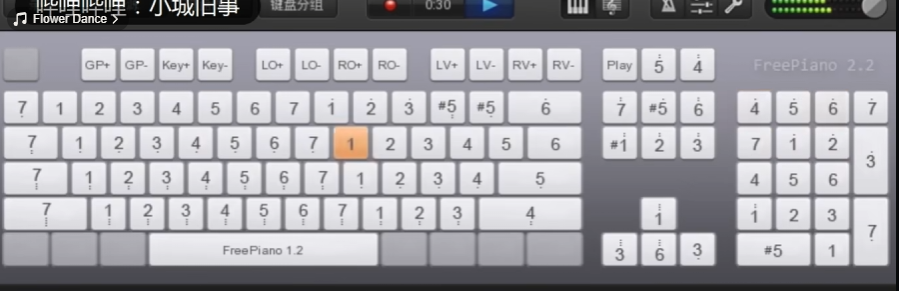 哔哩哔哩：小城旧事
Flower Dance >
键盘分组
0:30
GP+ GP- Key+ Key- LO+ LO- RO+ RO- LV+ LV- RV+ RV- Play 5 4
FreePiano 2.2
7 1 2 3 4 5 6 7 1 2 3 #5 #5 6 7 #5 6 4 5 6 7
7 1 2 3 4 5 6 7 1 2 3 4 5 6 #1 2 3 7 1 2 3
7 1 2 3 4 5 6 7 1 2 3 4 5 4 5 6
7 1 2 3 4 5 6 7 1 2 3 4 1 1 2 3 7
FreePiano 1.2 3 6 3 #5 1